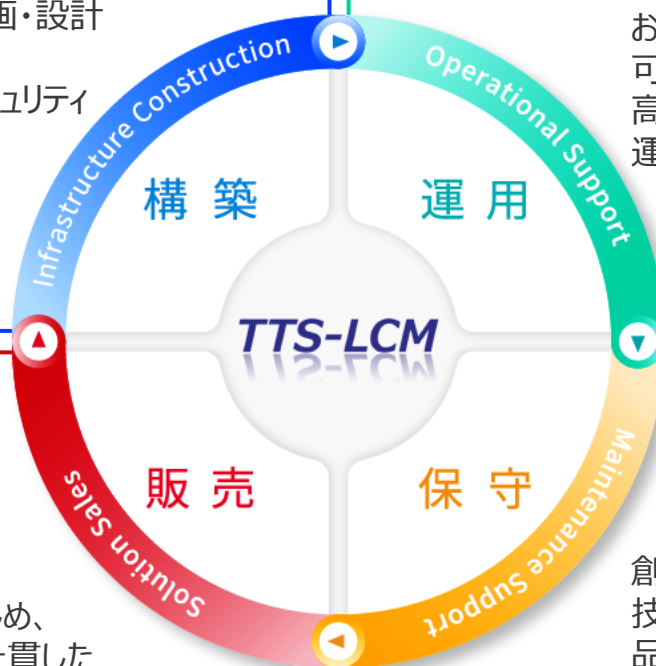 画・設計
ュリティ
お
可
高
運
Infrastructure Construction
Operational Support
構築
運用
TTS-LCM
販売
保守
Solution Sales
Maintenance Support
め、
貫した
創
技
品